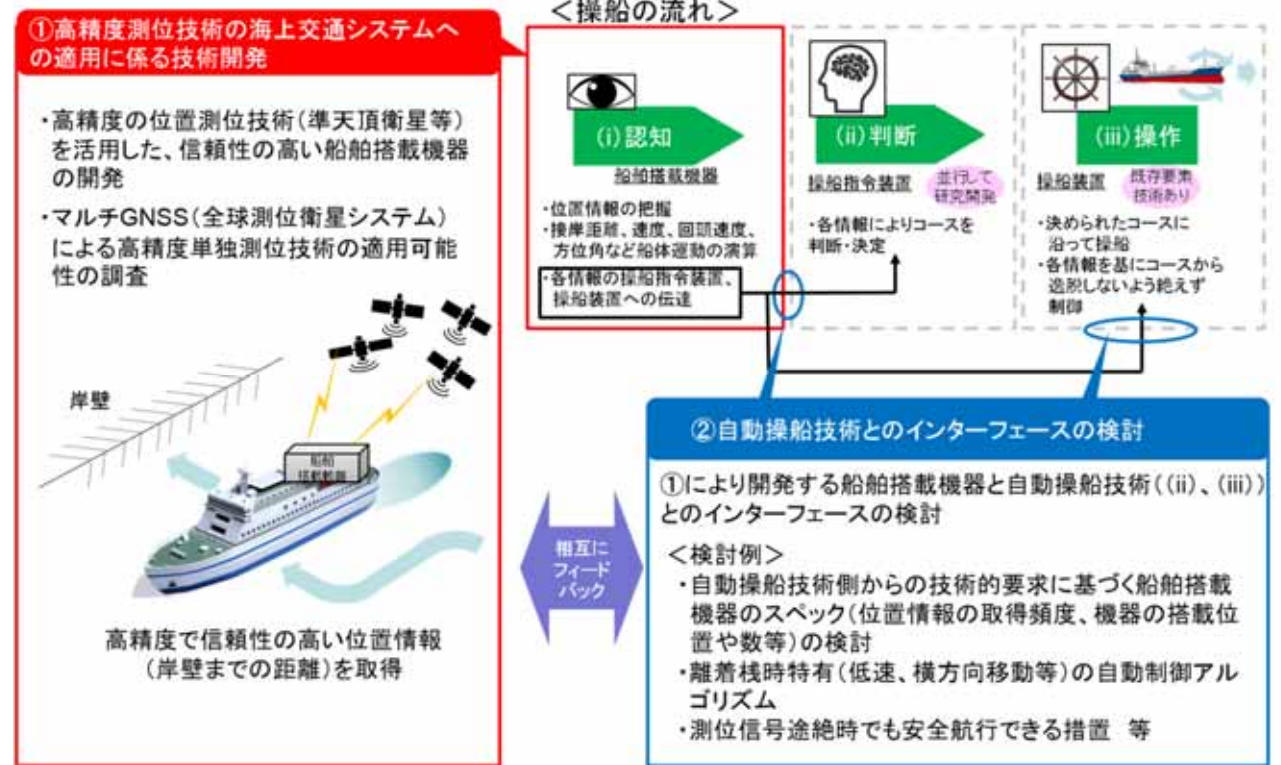 ①高精度測位技術の海上交通システムへ
の適用に係る技術開発
・高精度の位置測位技術(準天頂衛星等)
を活用した、信頼性の高い船舶搭載機器
の開発
・マルチGNSS(全球測位衛星システム)
による高精度単独測位技術の適用可能
性の調査
岸壁
船舶
搭載機器
高精度で信頼性の高い位置情報
(岸壁までの距離)を取得
<操船の流れ>
(i)認知
船舶搭載機器
・位置情報の把握
・接岸距離、速度、回頭速度、
方位角など船体運動の演算
・各情報の操船指令装置、
操船装置への伝達
(ii)判断
操船指令装置
並行して
研究開発
・各情報によりコースを
判断・決定
(iii)操作
操船装置
既存要素
技術あり
・決められたコースに
沿って操船
・各情報を基にコースから
逸脱しないよう絶えず
制御
相互に
フィード
バック
②自動操船技術とのインターフェースの検討
①により開発する船舶搭載機器と自動操船技術((ii)、(iii))
とのインターフェースの検討
<検討例>
・自動操船技術側からの技術的要求に基づく船舶搭載
機器のスペック(位置情報の取得頻度、機器の搭載位
置や数等)の検討
・離着桟時特有(低速、横方向移動等)の自動制御アル
ゴリズム
・測位信号途絶時でも安全航行できる措置 等